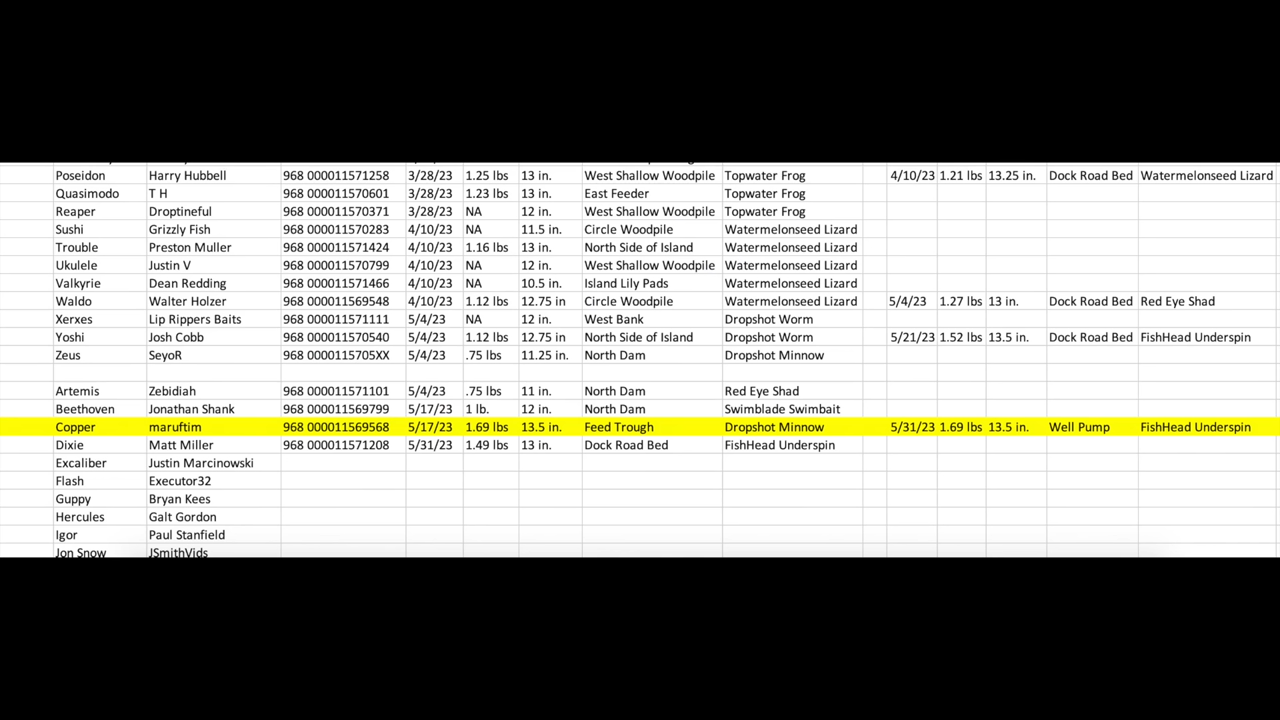 Poseidon Harry Hubbell 968 000011571258 3/28/23 1.25 lbs 13 in. West Shallow Woodpile Topwater Frog 4/10/23 1.21 lbs 13.25 in. Dock Road Bed Watermelonseed Lizard
Quasimodo T H 968 000011570601 3/28/23 1.23 lbs 13 in. East Feeder Topwater Frog
Reaper Droptineful 968 000011570371 3/28/23 NA 12 in. West Shallow Woodpile Topwater Frog
Sushi Grizzly Fish 968 000011570283 4/10/23 NA 11.5 in. Circle Woodpile Watermelonseed Lizard
Trouble Preston Muller 968 000011571424 4/10/23 1.16 lbs 13 in. North Side of Island Watermelonseed Lizard
Ukulele Justin V 968 000011570799 4/10/23 NA 12 in. West Shallow Woodpile Watermelonseed Lizard
Valkyrie Dean Redding 968 000011571466 4/10/23 NA 10.5 in. Island Lily Pads Watermelonseed Lizard
Waldo Walter Holzer 968 000011569548 4/10/23 1.12 lbs 12.75 in Circle Woodpile Watermelonseed Lizard 5/4/23 1.27 lbs 13 in. Dock Road Bed Red Eye Shad
Xerxes Lip Rippers Baits 968 000011571111 5/4/23 NA 12 in. West Bank Dropshot Worm
Yoshi Josh Cobb 968 000011570540 5/4/23 1.12 lbs 12.75 in North Side of Island Dropshot Worm 5/21/23 1.52 lbs 13.5 in. Dock Road Bed FishHead Underspin
Zeus SeyoR 968 0000115705XX 5/4/23 .75 lbs 11.25 in. North Dam Dropshot Minnow
Artemis Zebidiah 968 000011571101 5/4/23 .75 lbs 11 in. North Dam Red Eye Shad
Beethoven Jonathan Shank 968 000011569799 5/17/23 1 lb. 12 in. North Dam Swimblade Swimbait
Copper maruftim 968 000011569568 5/17/23 1.69 lbs 13.5 in. Feed Trough Dropshot Minnow 5/31/23 1.69 lbs 13.5 in. Well Pump FishHead Underspin
Dixie Matt Miller 968 000011571208 5/31/23 1.49 lbs 13 in. Dock Road Bed FishHead Underspin
Excaliber Justin Marcinowski
Flash Executor32
Guppy Bryan Kees
Hercules Galt Gordon
Igor Paul Stanfield
Jon Snow JSmithVids